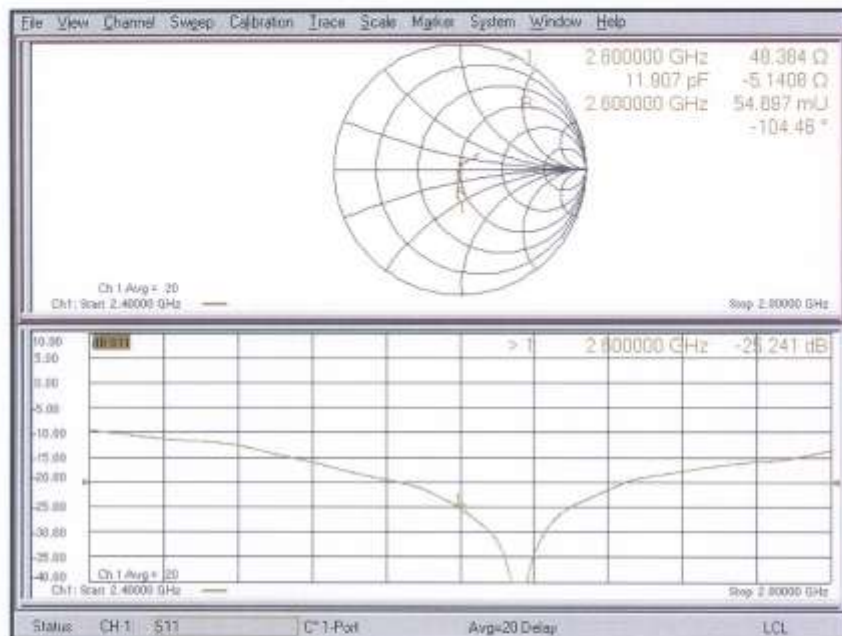 File View Channel Sweep Calibration Trace Scale Marker System Window Help
> 1 2.600000 GHz 48.384 Ω
11.907 pF -5.1408 Ω
2.600000 GHz 54.897 mU
-104.46 °
Ch 1 Avg = 20
Ch1: Start 2.40000 GHz Stop 2.80000 GHz
10.00
5.00
0.00
-5.00
-10.00
-15.00
-20.00
-25.00
-30.00
-35.00
-40.00
> 1 2.600000 GHz -25.241 dB
Ch 1 Avg = 20
Ch1: Start 2.40000 GHz Stop 2.80000 GHz
Status CH 1: S11 C* 1-Port Avg=20 Delay LCL